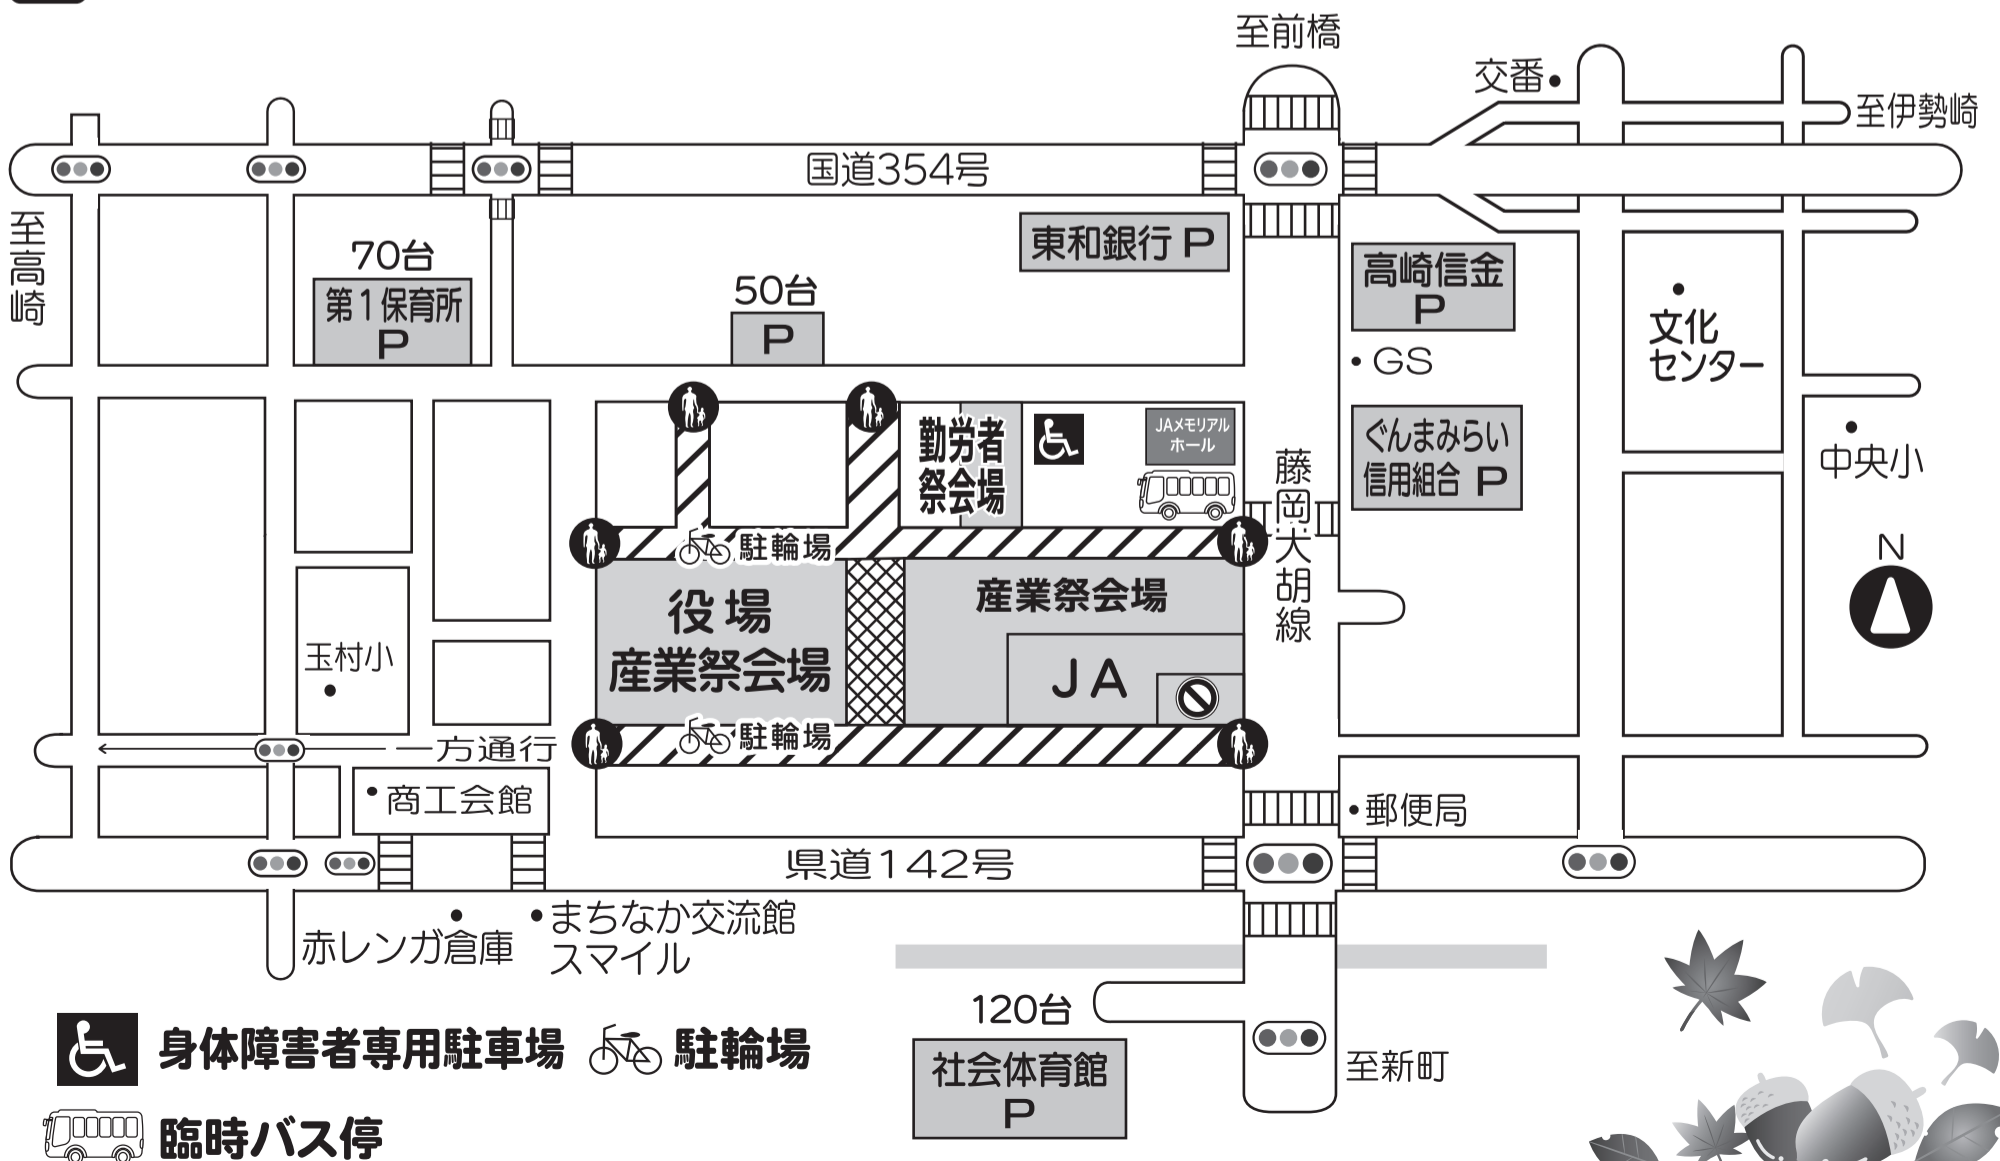 至前橋
交番
至伊勢崎
国道354号
至高崎
70台
第1保育所
P
50台
P
東和銀行 P
高崎信金
P
GS
文化
センター
勤労者
祭会場
JAメモリアル
ホール
ぐんまみらい
信用組合 P
中央小
藤岡大胡線
N
駐輪場
役場
産業祭会場
産業祭会場
JA
玉村小
駐輪場
一方通行
商工会館
郵便局
県道142号
赤レンガ倉庫
まちなか交流館
スマイル
120台
社会体育館
P
至新町
身体障害者専用駐車場
駐輪場
臨時バス停